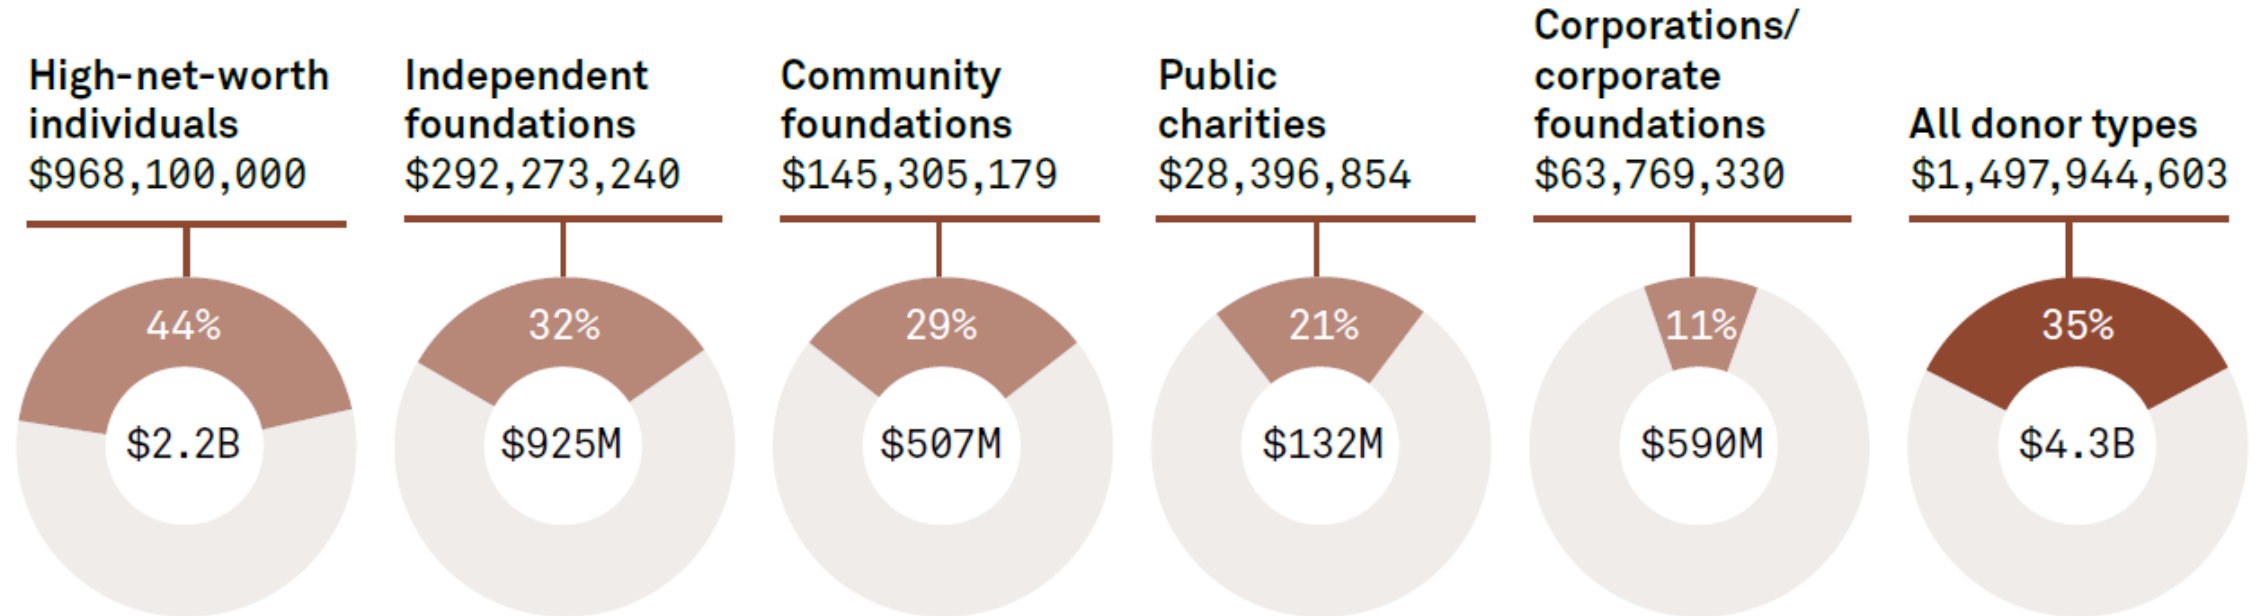 High-net-worth
individuals
$968,100,000
44%
$2.2B
Independent
foundations
$292,273,240
32%
$925M
Community
foundations
$145,305,179
29%
$507M
Public
charities
$28,396,854
21%
$132M
Corporations/
corporate
foundations
$63,769,330
11%
$590M
All donor types
$1,497,944,603
35%
$4.3B